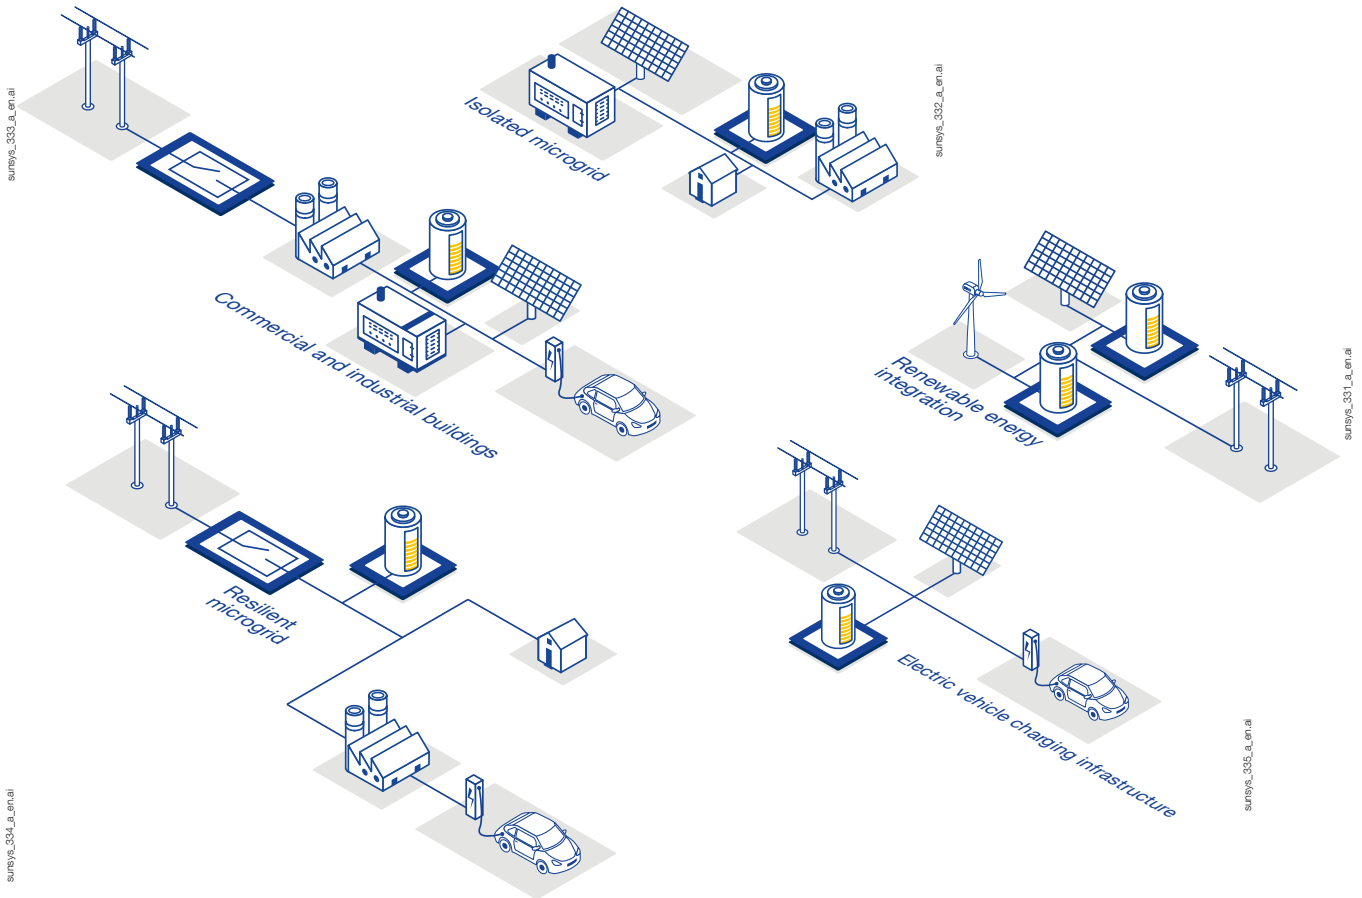 sunsys_333_a_en.ai
Isolated microgrid
sunsys_332_a_en.ai
Commercial and industrial buildings
Renewable energy
integration
sunsys_331_a_en.ai
Resilient
microgrid
Electric vehicle charging infrastructure
sunsys_335_a_en.ai
sunsys_334_a_en.ai